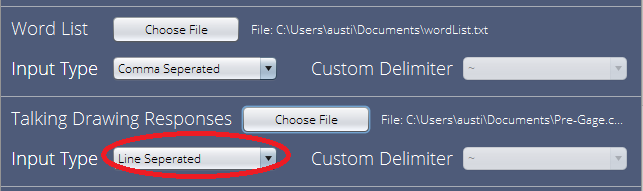 Word List Choose File File: C:\Users\austi\Documents\wordList.txt
Input Type Comma Seperated Custom Delimiter ~
Talking Drawing Responses Choose File File: C:\Users\austi\Documents\Pre-Gage.c...
Input Type Line Seperated Custom Delimiter ~